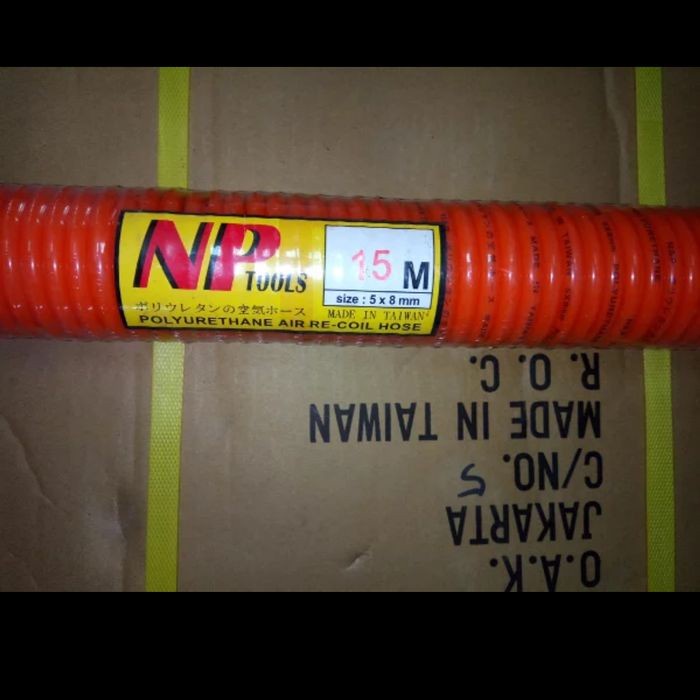 NP TOOLS
15 M
size : 5 x 8 mm
ポリウレタンの空気ホース
MADE IN TAIWAN
POLYURETHANE AIR RE-COIL HOSE
O.A.K.
JAKARTA
C/NO. 5
MADE IN TAIWAN
R. O. C.